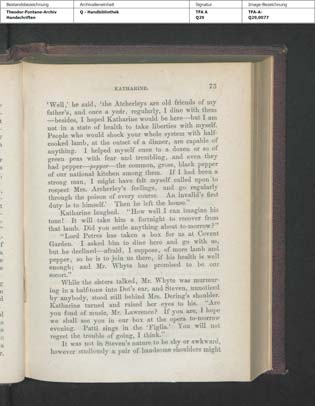 Bestandsbezeichnung Archivalieneinheit Signatur Image-Bezeichnung
Theodor-Fontane-Archiv Q - Handbibliothek TFA A TFA-A-
Handschriften Q29 Q29,0077
KATHARINE. 73
'Well,' he said, 'the Atcherleys are old friends of my
father's, and once a year, regularly, I dine with them
—besides, I hoped Katharine would be here—but I am
not in a state of health to take liberties with myself.
People who would shock your whole system with half-
cooked lamb, at the outset of a dinner, are capable of
anything. I helped myself once to a dozen or so of
green peas with fear and trembling, and even they
had pepper—pepper—the common, gross, black pepper
of our national kitchen among them. If I had been a
strong man, I might have felt myself called upon to
respect Mrs. Atcherley's feelings, and go regularly
through the poison of every course. An invalid's first
duty is to himself.' Then he left the house."
Katharine laughed. "How well I can imagine his
tone! It will take him a fortnight to recover from
that lamb. Did you settle anything about to-morrow?"
"Lord Petres has taken a box for us at Covent
Garden. I asked him to dine here and go with us,
but he declined—afraid, I suppose, of more lamb and
pepper; so he is to join us there, if his health is well
enough; and Mr. Whyte has promised to be our
escort."
While the sisters talked, Mr. Whyte was murmur-
ing in a half-tone into Dot's ear, and Steven, unnoticed
by anybody, stood still behind Mrs. Dering's shoulder.
Katharine turned and raised her eyes to his. "Are
you fond of music, Mr. Lawrence? If you are, I hope
we shall see you in our box at the opera to-morrow
evening. Patti sings in the 'Figlia.' You will not
regret the trouble of going, I think."
It was not in Steven's nature to be shy or awkward,
however studiously a pair of handsome shoulders might